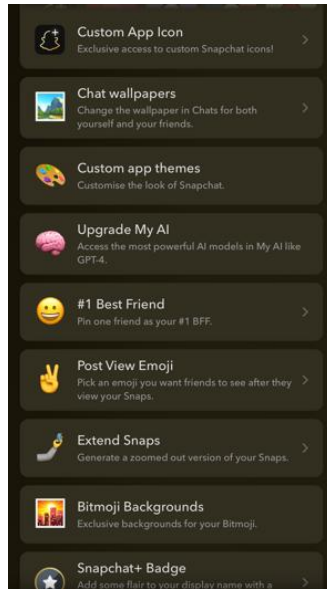 Custom App Icon
Exclusive access to custom Snapchat icons!
Chat wallpapers
Change the wallpaper in Chats for both
yourself and your friends.
Custom app themes
Customise the look of Snapchat.
Upgrade My AI
Access the most powerful AI models in My AI like
GPT-4.
#1 Best Friend
Pin one friend as your #1 BFF.
Post View Emoji
Pick an emoji you want friends to see after they
view your Snaps.
Extend Snaps
Generate a zoomed out version of your Snaps.
Bitmoji Backgrounds
Exclusive backgrounds for your Bitmoji.
Snapchat+ Badge
Add some flair to your display name with a